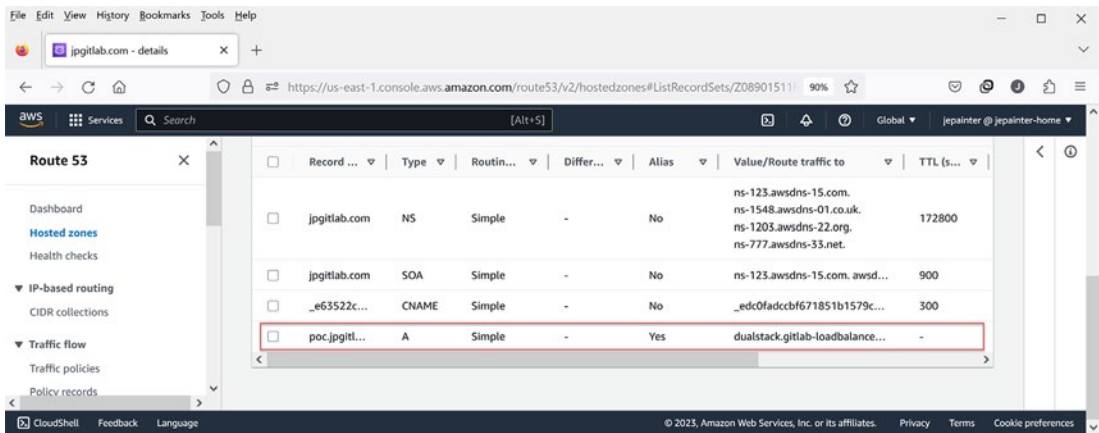 File Edit View History Bookmarks Tools Help
jpgitlab.com - details
https://us-east-1.console.aws.amazon.com/route53/v2/hostedzones#ListRecordSets/Z08901511 90%
aws Services Search [Alt+S] Global jepainter @ jepainter-home
Route 53
Record ... Type Routin... Differ... Alias Value/Route traffic to TTL (s...
Dashboard
Hosted zones
Health checks
IP-based routing
CIDR collections
Traffic flow
Traffic policies
Policy records
ns-123.awsdns-15.com.
ns-1548.awsdns-01.co.uk.
jpgitlab.com NS Simple - No 172800
ns-1203.awsdns-22.org.
ns-777.awsdns-33.net.
jpgitlab.com SOA Simple - No ns-123.awsdns-15.com. awsd... 900
_e63522c... CNAME Simple - No _edc0fadccbf671851b1579c... 300
poc.jpgitl... A Simple - Yes dualstack.gitlab-loadbalance... -
CloudShell Feedback Language © 2023, Amazon Web Services, Inc. or its affiliates. Privacy Terms Cookie preferences